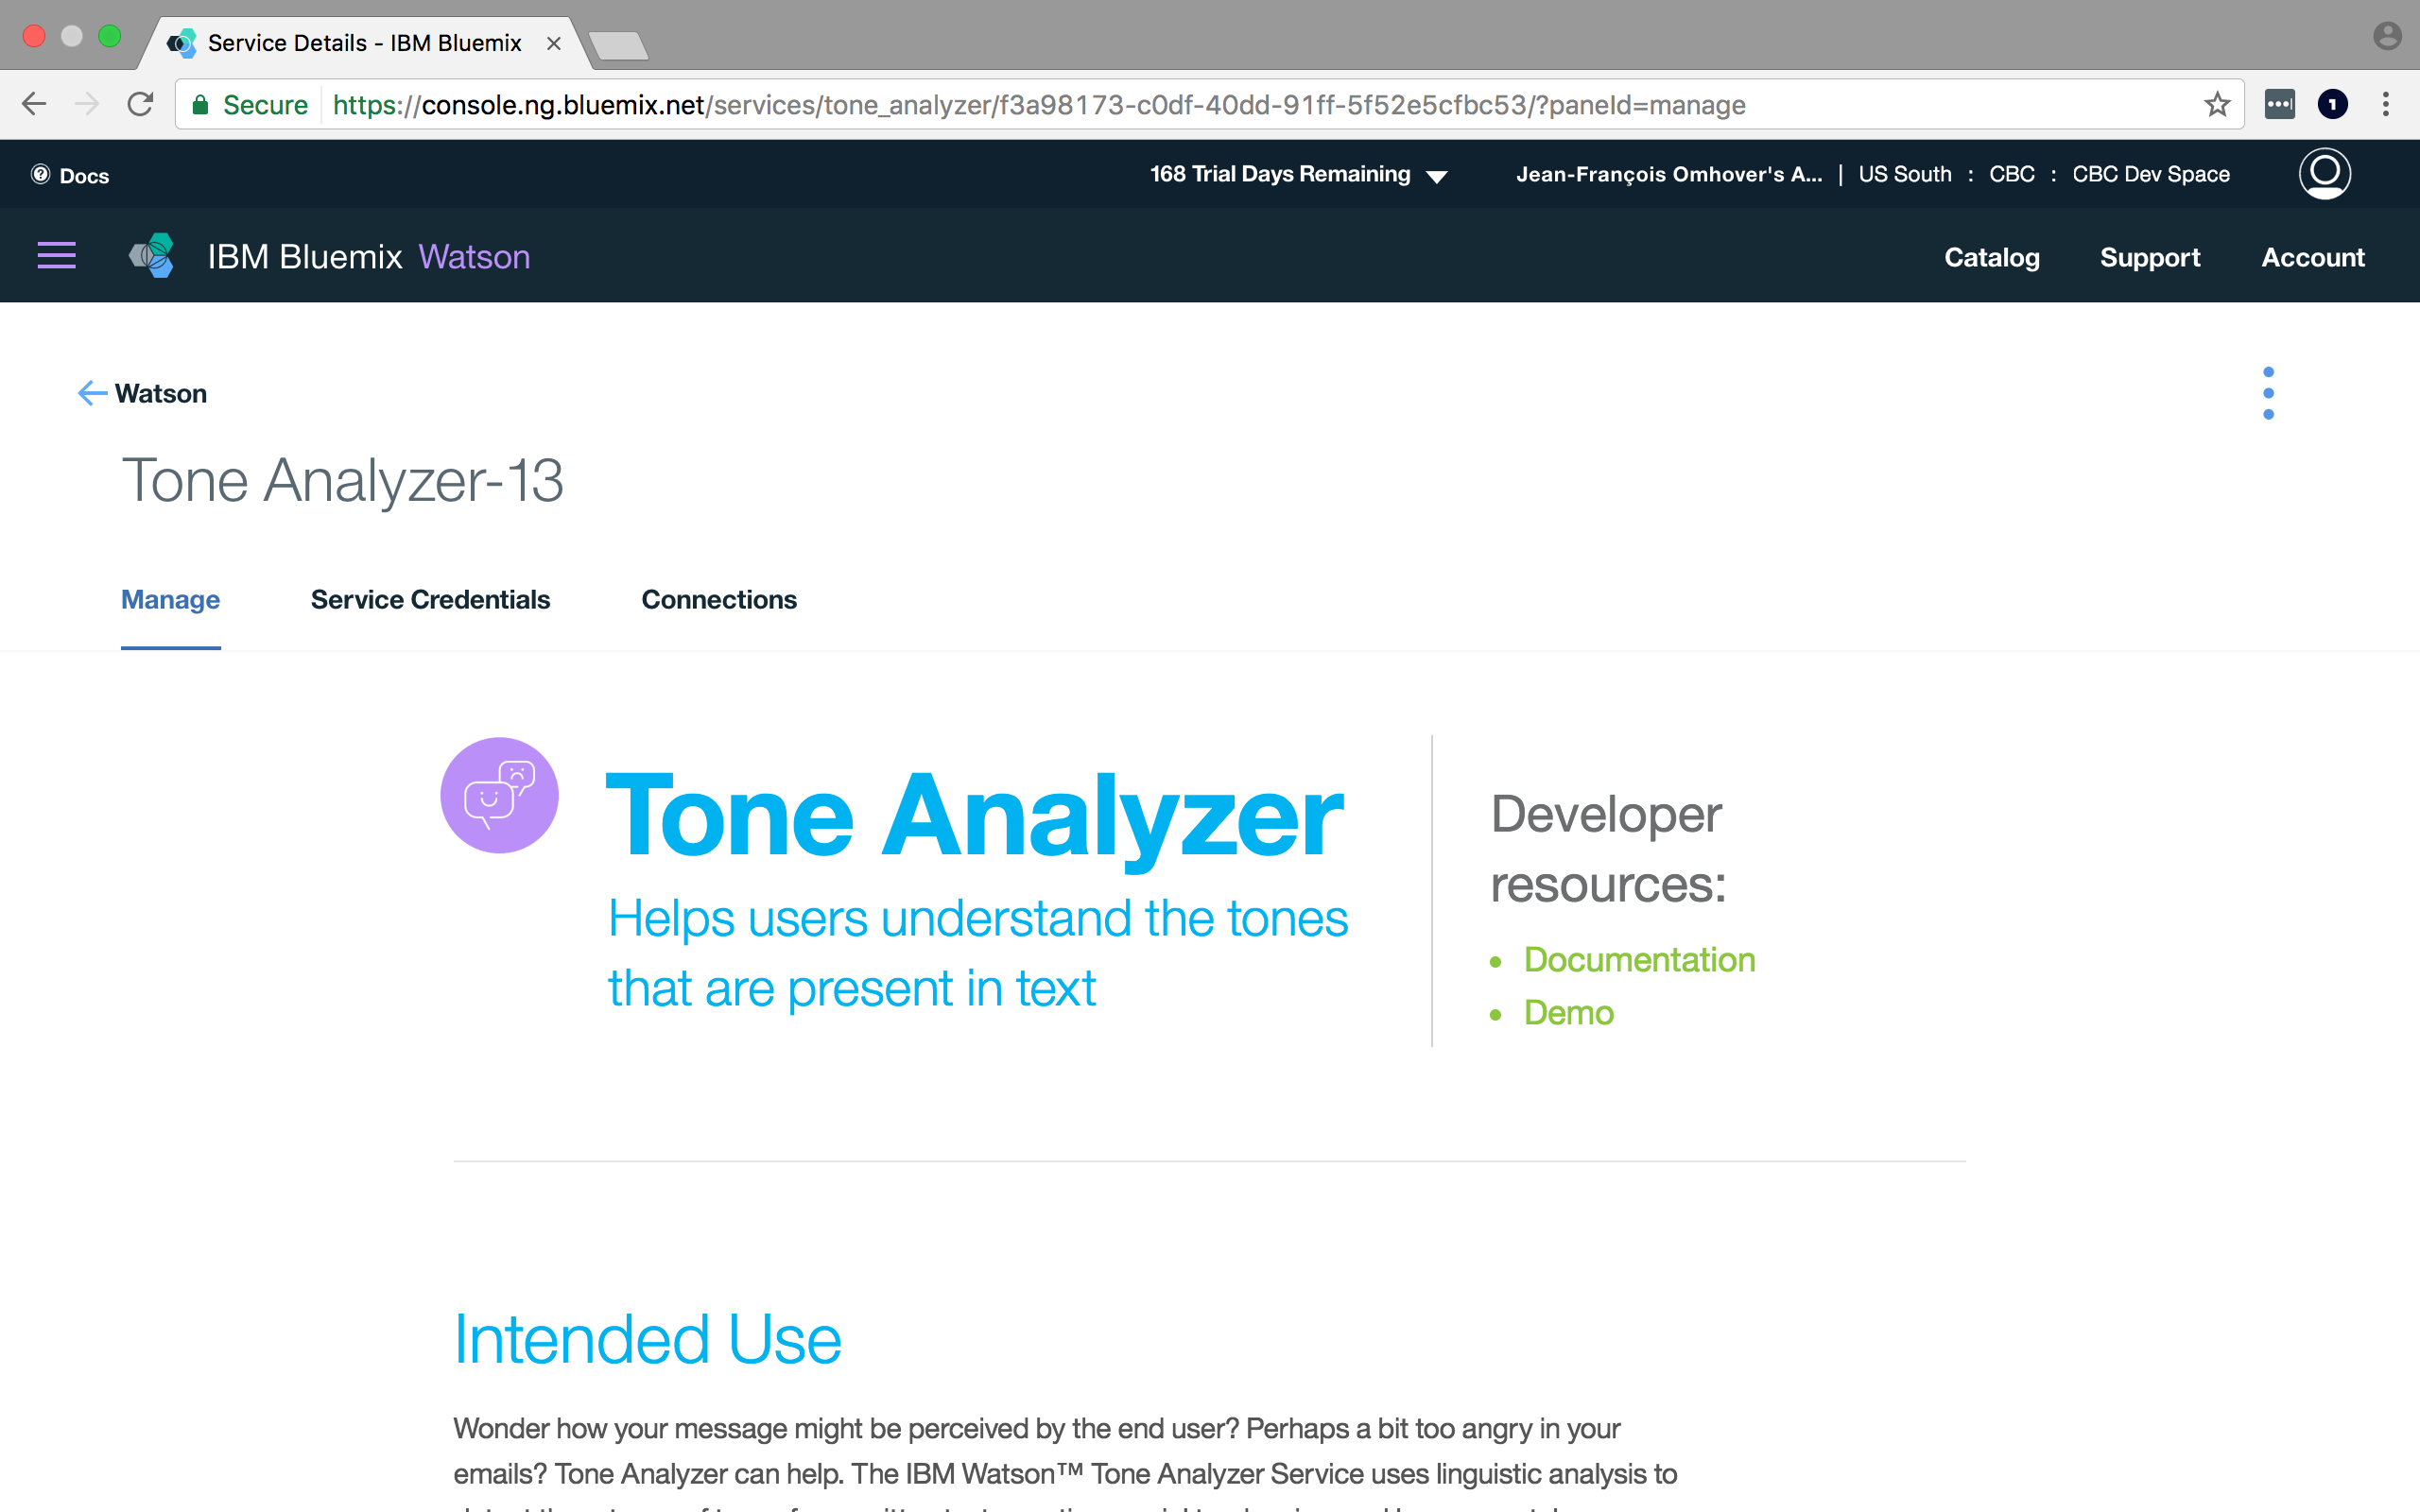 Service Details - IBM Bluemix
Secure https://console.ng.bluemix.net/services/tone_analyzer/f3a98173-c0df-40dd-91ff-5f52e5cfbc53/?paneId=manage
Docs 168 Trial Days Remaining Jean-François Omhover's A... | US South : CBC : CBC Dev Space
IBM Bluemix Watson Catalog Support Account
Watson
Tone Analyzer-13
Manage Service Credentials Connections
Tone Analyzer
Helps users understand the tones
that are present in text
Developer
resources:
• Documentation
• Demo
Intended Use
Wonder how your message might be perceived by the end user? Perhaps a bit too angry in your
emails? Tone Analyzer can help. The IBM Watson™ Tone Analyzer Service uses linguistic analysis to